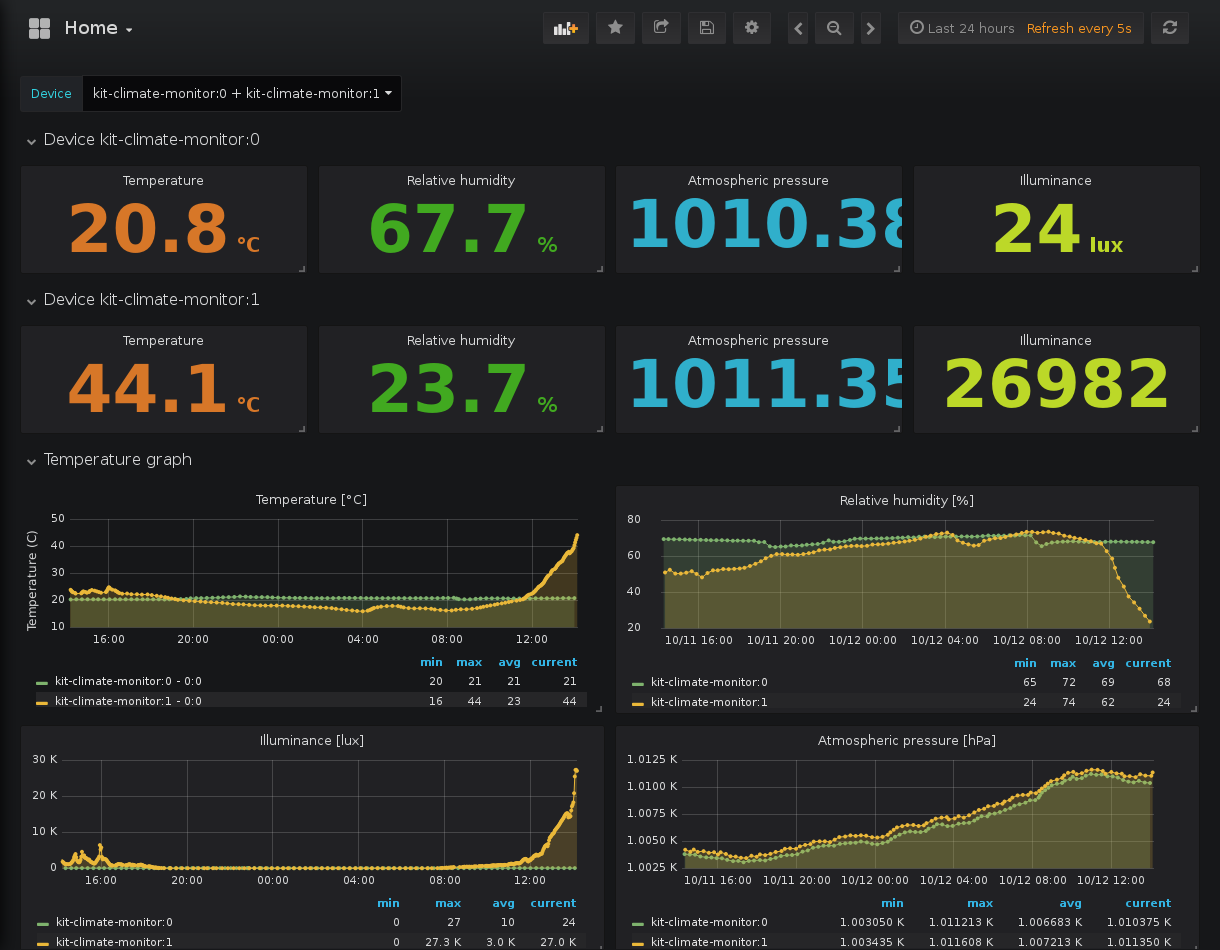 Home
Last 24 hours Refresh every 5s
Device kit-climate-monitor:0 + kit-climate-monitor:1
Device kit-climate-monitor:0
Temperature
20.8 °C
Relative humidity
67.7 %
Atmospheric pressure
1010.38
Illuminance
24 lux
Device kit-climate-monitor:1
Temperature
44.1 °C
Relative humidity
23.7 %
Atmospheric pressure
1011.35
Illuminance
26982
Temperature graph
Temperature [°C]
Temperature (C)
50
40
30
20
10
16:00 20:00 00:00 04:00 08:00 12:00
min max avg current
kit-climate-monitor:0 - 0:0 20 21 21 21
kit-climate-monitor:1 - 0:0 16 44 23 44
Relative humidity [%]
80
60
40
20
10/11 16:00 10/11 20:00 10/12 00:00 10/12 04:00 10/12 08:00 10/12 12:00
min max avg current
kit-climate-monitor:0 65 72 69 68
kit-climate-monitor:1 24 74 62 24
Illuminance [lux]
30 K
20 K
10 K
0
16:00 20:00 00:00 04:00 08:00 12:00
min max avg current
kit-climate-monitor:0 0 27 10 24
kit-climate-monitor:1 0 27.3 K 3.0 K 27.0 K
Atmospheric pressure [hPa]
1.0125 K
1.0100 K
1.0075 K
1.0050 K
1.0025 K
10/11 16:00 10/11 20:00 10/12 00:00 10/12 04:00 10/12 08:00 10/12 12:00
min max avg current
kit-climate-monitor:0 1.003050 K 1.011213 K 1.006683 K 1.010375 K
kit-climate-monitor:1 1.003435 K 1.011608 K 1.007213 K 1.011350 K